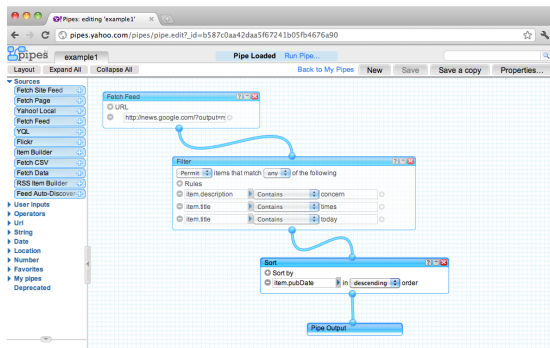 Pipes: editing 'example1'
pipes.yahoo.com/pipes/pipe.edit?_id=b587c0aa42daa5f67241b05fb4676a90
pipes example1 Pipe Loaded Run Pipe...
Layout Expand All Collapse All Back to My Pipes New Save Save a copy Properties...
Sources
Fetch Site Feed
Fetch Page
Yahoo! Local
Fetch Feed
YQL
Flickr
Item Builder
Fetch CSV
Fetch Data
RSS Item Builder
Feed Auto-Discover
User inputs
Operators
Url
String
Date
Location
Number
Favorites
My pipes
Deprecated
Fetch Feed
URL
http://news.google.com/?output=r
Filter
Permit items that match any of the following
Rules
item.description Contains concern
item.title Contains times
item.title Contains today
Sort
Sort by
item.pubDate in descending order
Pipe Output